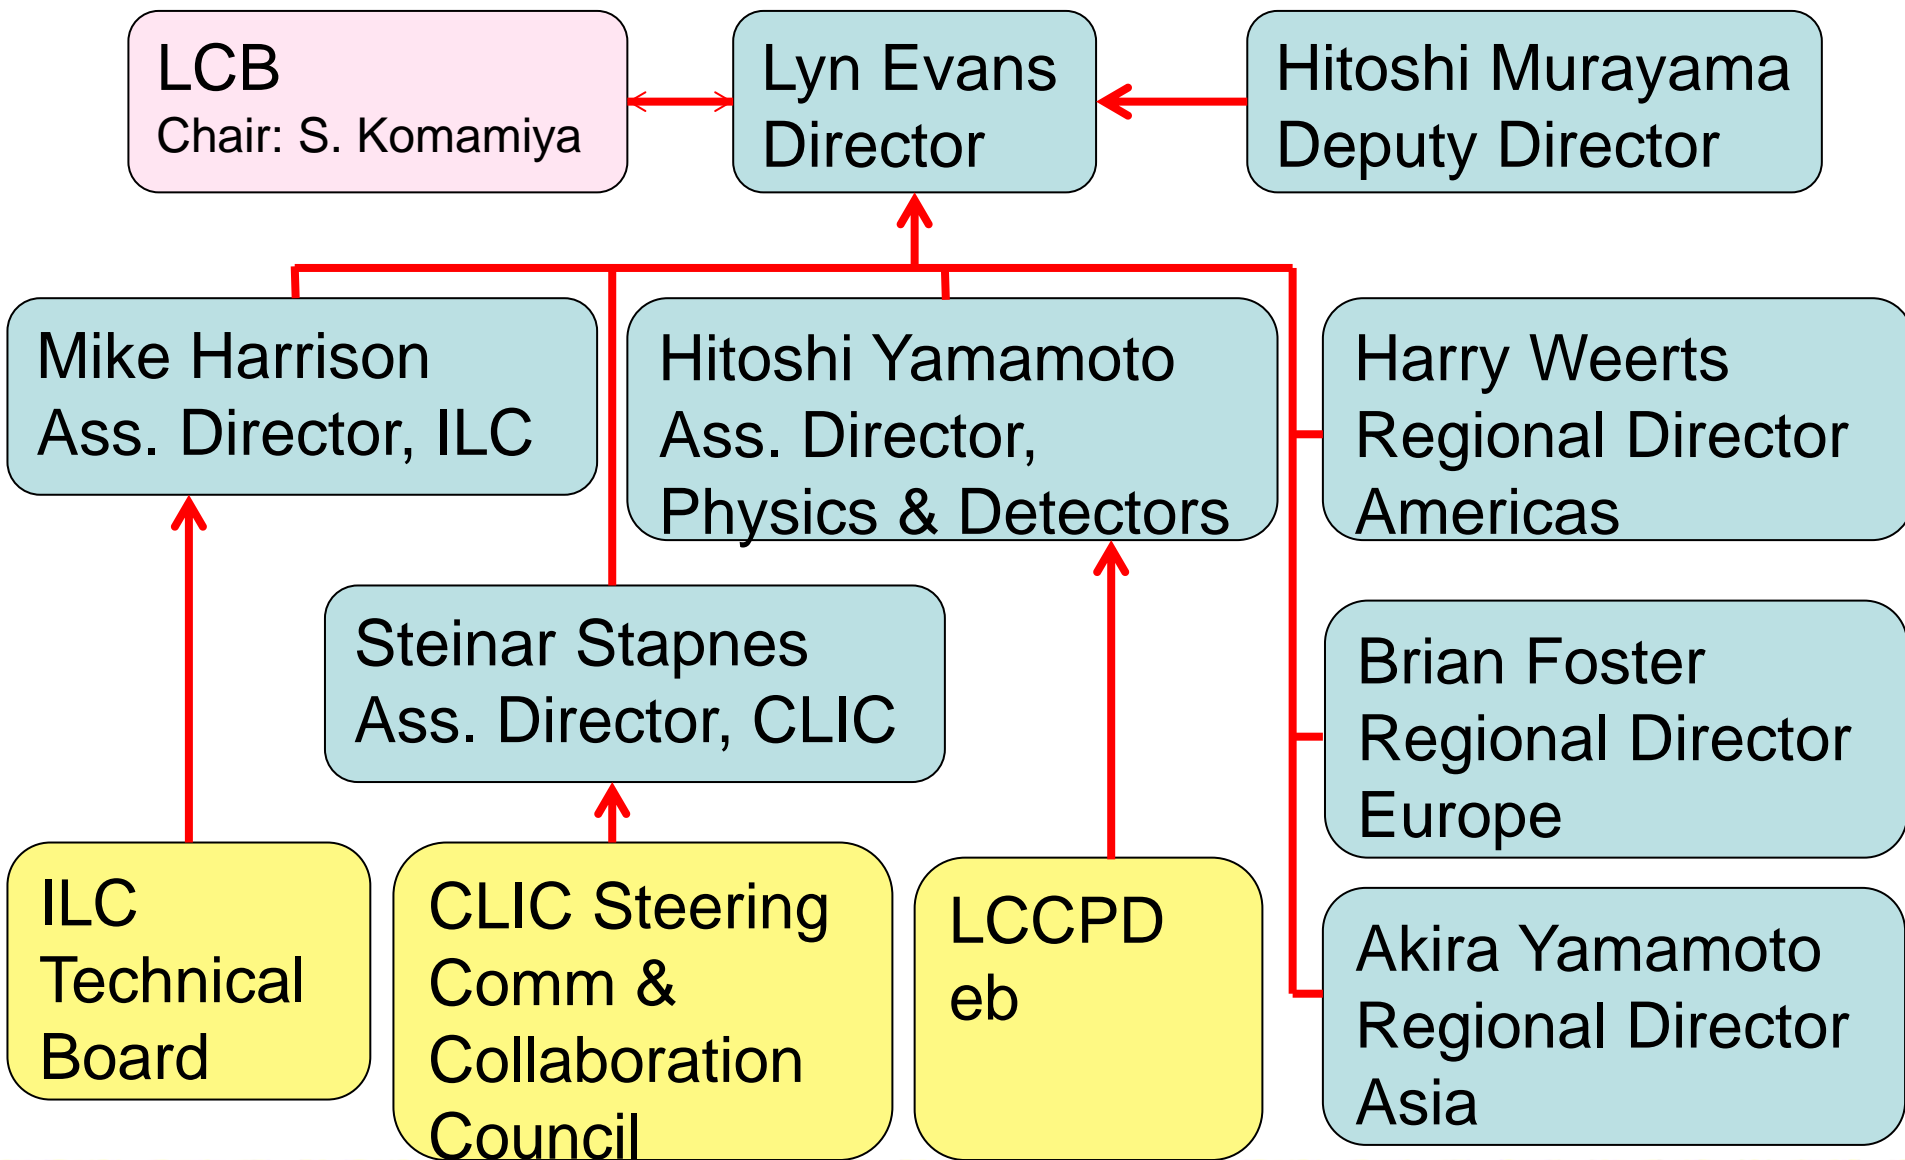 LCB
Chair: S. Komamiya
Lyn Evans
Director
Hitoshi Murayama
Deputy Director
Mike Harrison
Ass. Director, ILC
Hitoshi Yamamoto
Ass. Director,
Physics & Detectors
Harry Weerts
Regional Director
Americas
Steinar Stapnes
Ass. Director, CLIC
Brian Foster
Regional Director
Europe
ILC
Technical
Board
CLIC Steering
Comm &
Collaboration
Council
LCCPD
eb
Akira Yamamoto
Regional Director
Asia